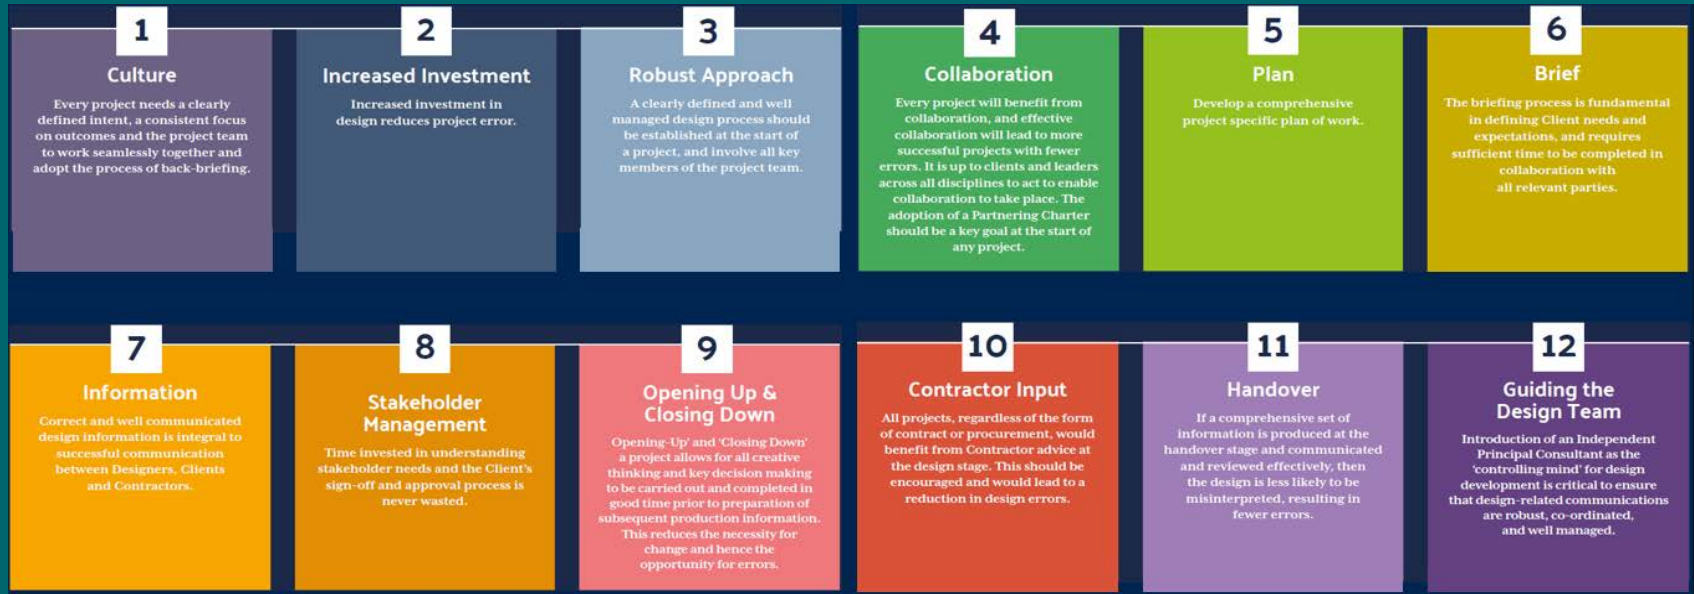 1
Culture
Every project needs a clearly
defined intent, a consistent focus
on outcomes and the project team
to work seamlessly together and
adopt the process of back-briefing.
2
Increased Investment
Increased investment in
design reduces project error.
3
Robust Approach
A clearly defined and well
managed design process should
be established at the start of
a project, and involve all key
members of the project team.
4
Collaboration
Every project will benefit from
collaboration, and effective
collaboration will lead to more
successful projects with fewer
errors. It is up to clients and leaders
across all disciplines to act to enable
collaboration to take place. The
adoption of a Partnering Charter
should be a key goal at the start of
any project.
5
Plan
Develop a comprehensive
project specific plan of work.
6
Brief
The briefing process is fundamental
in defining Client needs and
expectations, and requires
sufficient time to be completed in
collaboration with
all relevant parties.
7
Information
Correct and well communicated
design information is integral to
successful communication
between Designers, Clients
and Contractors.
8
Stakeholder
Management
Time invested in understanding
stakeholder needs and the Client's
sign-off and approval process is
never wasted.
9
Opening Up &
Closing Down
Opening-Up' and 'Closing Down'
a project allows for all creative
thinking and key decision making
to be carried out and completed in
good time prior to preparation of
subsequent production information.
This reduces the necessity for
change and hence the
opportunity for errors.
10
Contractor Input
All projects, regardless of the form
of contract or procurement, would
benefit from Contractor advice at
the design stage. This should be
encouraged and would lead to a
reduction in design errors.
11
Handover
If a comprehensive set of
information is produced at the
handover stage and communicated
and reviewed effectively, then
the design is less likely to be
misinterpreted, resulting in
fewer errors.
12
Guiding the
Design Team
Introduction of an Independent
Principal Consultant as the
'controlling mind' for design
development is critical to ensure
that design-related communications
are robust, co-ordinated,
and well managed.